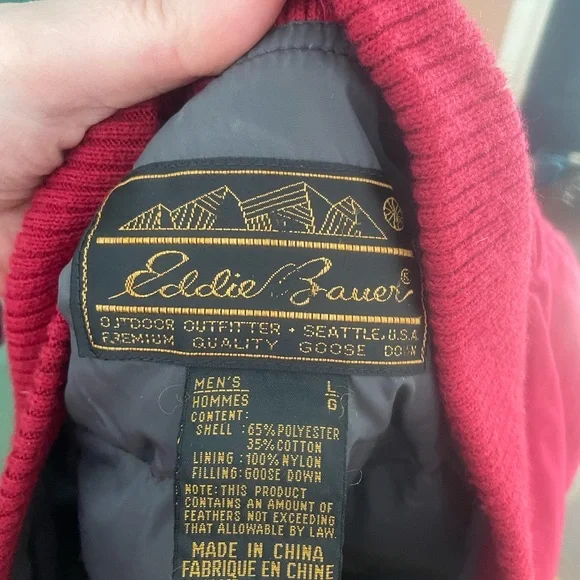 Eddie Bauer®
OUTDOOR OUTFITTER • SEATTLE, U.S.A.
PREMIUM QUALITY GOOSE DOWN
MEN'S L
HOMMES G
CONTENT:
SHELL :65% POLYESTER
35% COTTON
LINING :100% NYLON
FILLING:GOOSE DOWN
NOTE: THIS PRODUCT
CONTAINS AN AMOUNT OF
FEATHERS NOT EXCEEDING
THAT ALLOWABLE BY LAW.
MADE IN CHINA
FABRIQUE EN CHINE